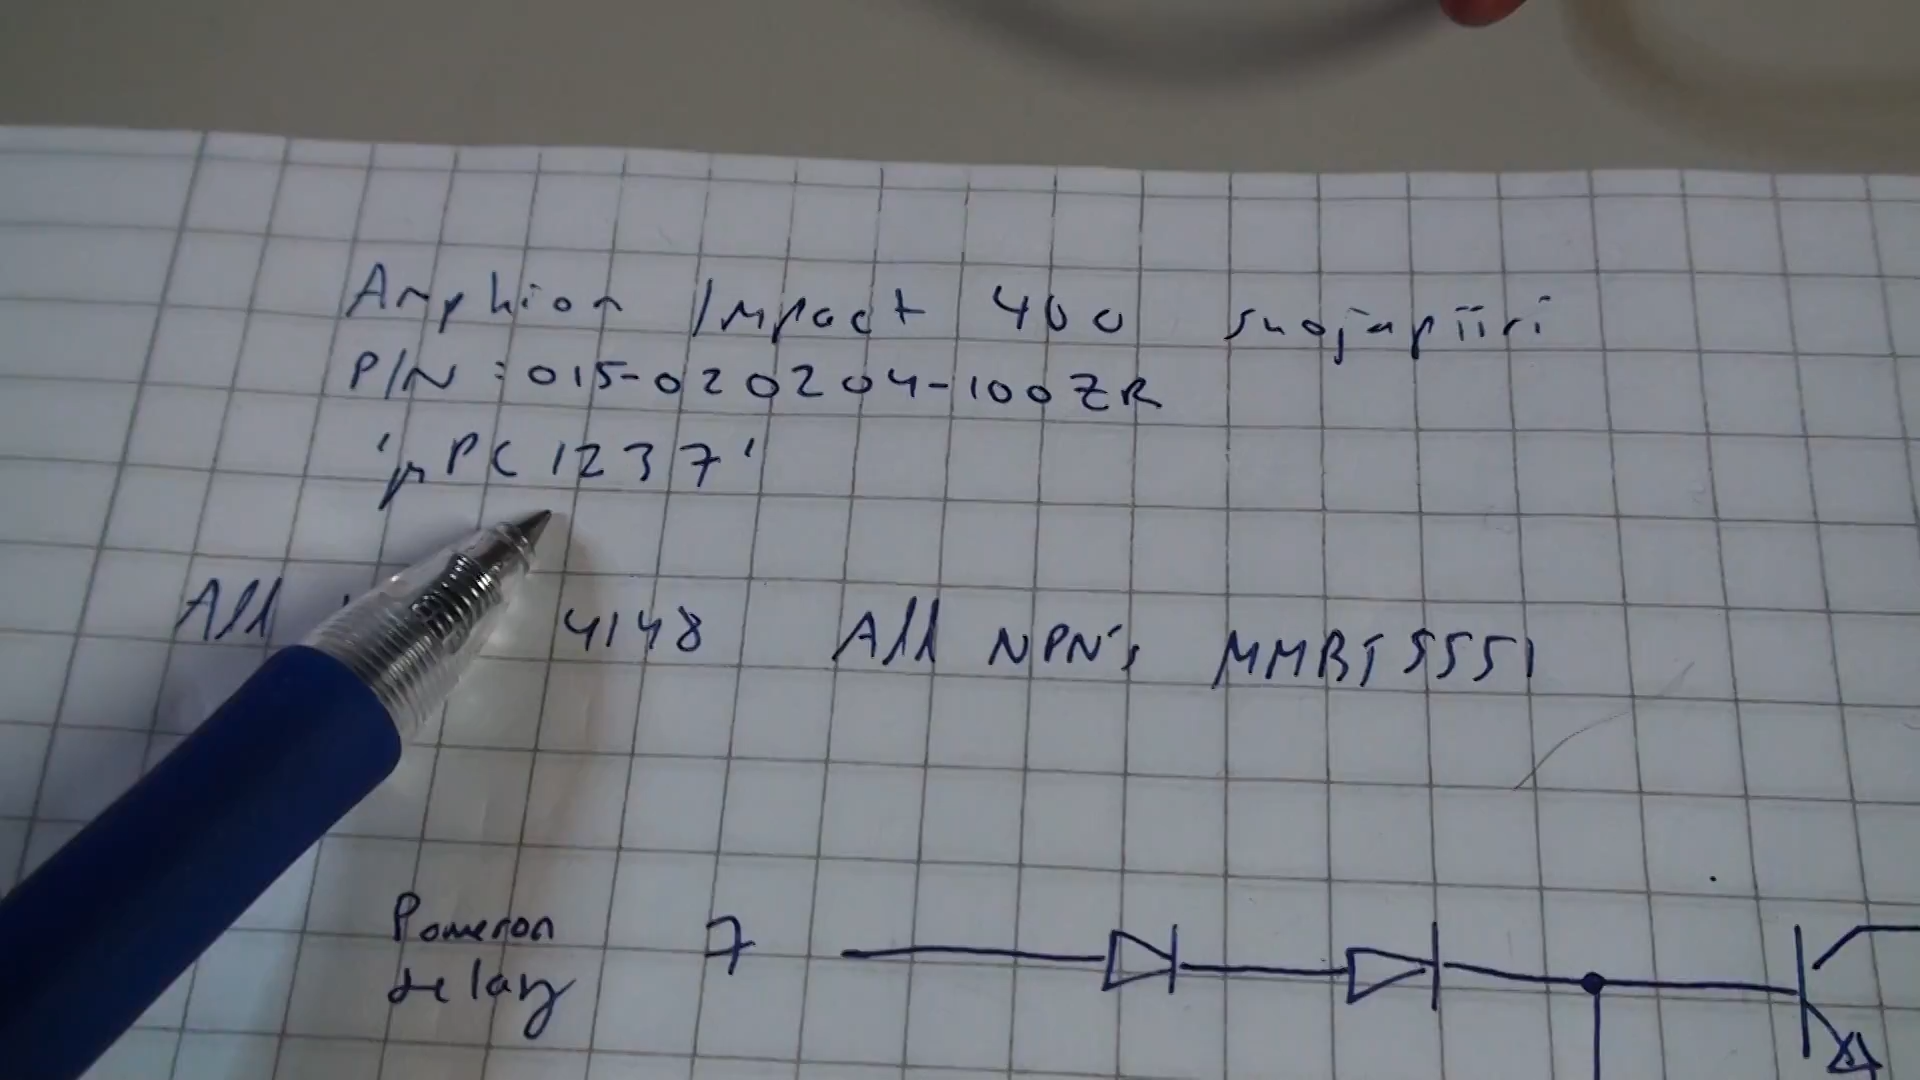 Amphion Impact 400 suojapiiri
P/N: 015-020204-100ZR
'µPC1237'
All 4148 All NPN's MMBT5551
Poweron 7
delay